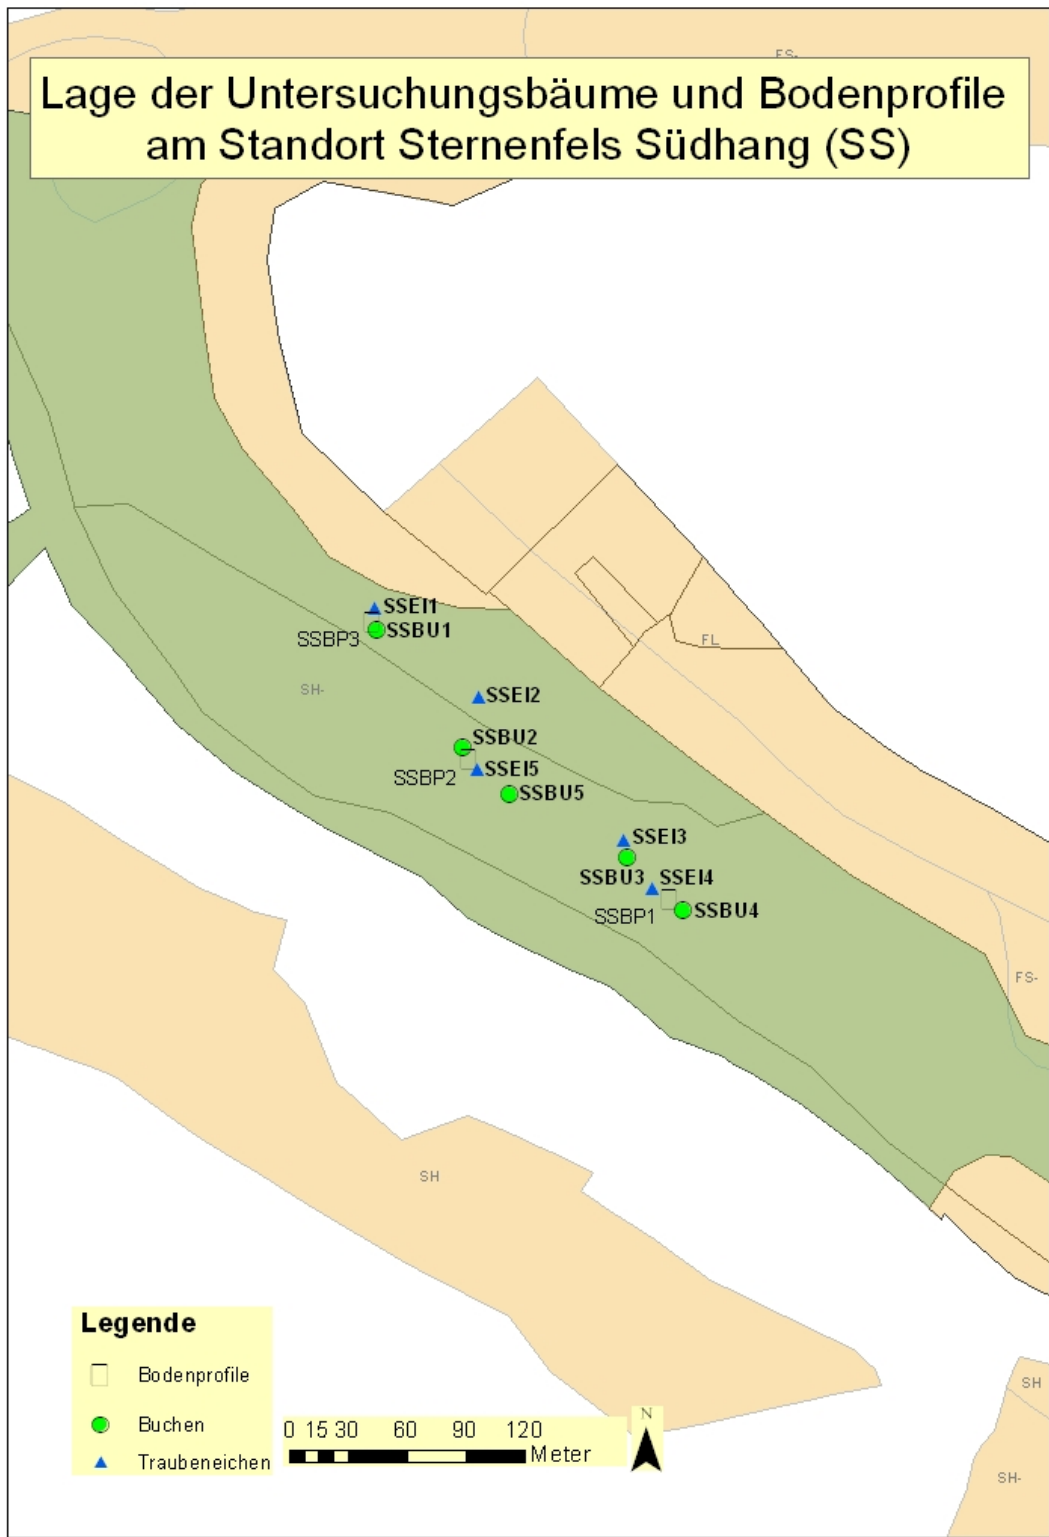 FS-
Lage der Untersuchungsbäume und Bodenprofile
am Standort Sternenfels Südhang (SS)
SSEI1
SSBU1
SSBP3
FL
SH-
SSEI2
SSBU2
SSEI5
SSBP2
SSBU5
SSEI3
SSBU3
SSEI4
SSBP1
SSBU4
FS-
SH
Legende
Bodenprofile
Buchen
Traubeneichen
0 15 30 60 90 120
Meter
N
SH
SH-